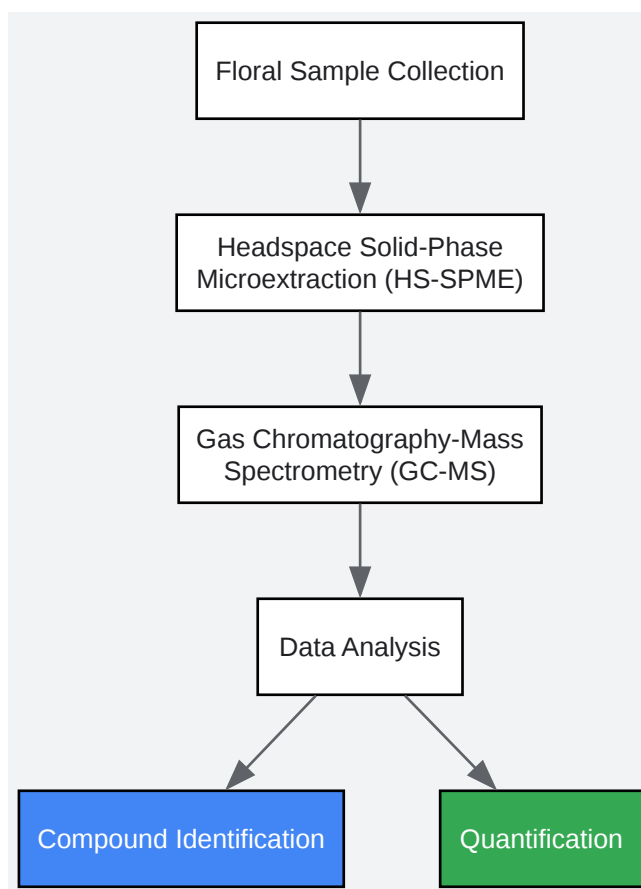 Floral Sample Collection
Headspace Solid-Phase
Microextraction (HS-SPME)
Gas Chromatography-Mass
Spectrometry (GC-MS)
Data Analysis
Compound Identification
Quantification